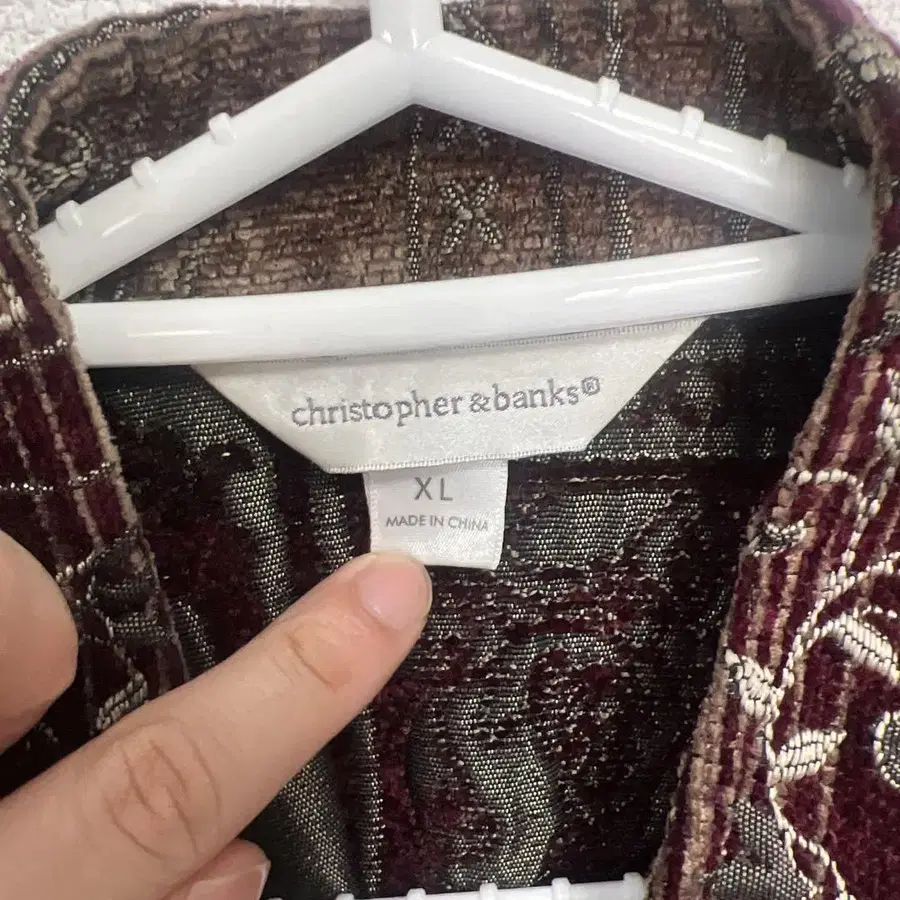 christopher & banks®
XL
MADE IN CHINA